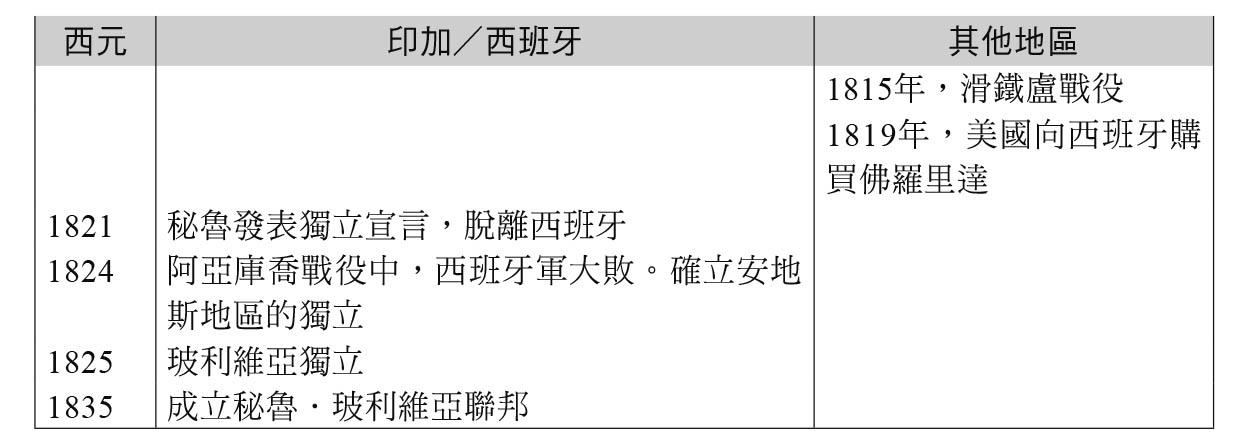 西元 印加／西班牙 其他地區
1815年，滑鐵盧戰役
1819年，美國向西班牙購
買佛羅里達
1821 秘魯發表獨立宣言，脫離西班牙
1824 阿亞庫喬戰役中，西班牙軍大敗。確立安地
斯地區的獨立
1825 玻利維亞獨立
1835 成立秘魯．玻利維亞聯邦